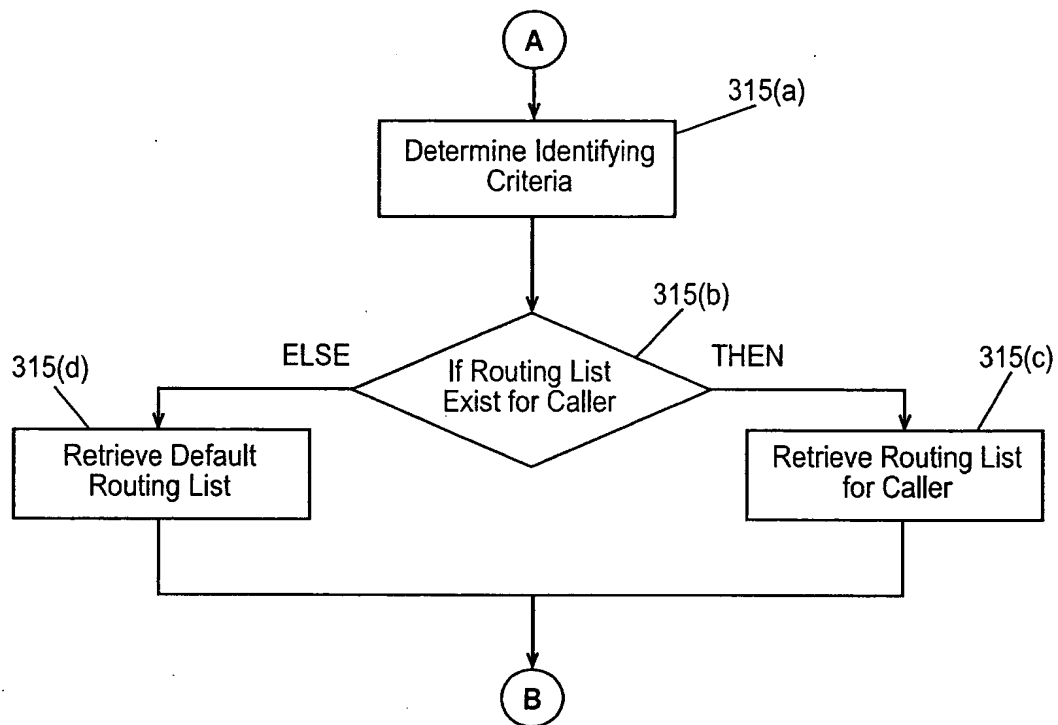 A
315(a)
Determine Identifying
Criteria
315(b)
ELSE
If Routing List
Exist for Caller
THEN
315(d)
315(c)
Retrieve Default
Routing List
Retrieve Routing List
for Caller
B